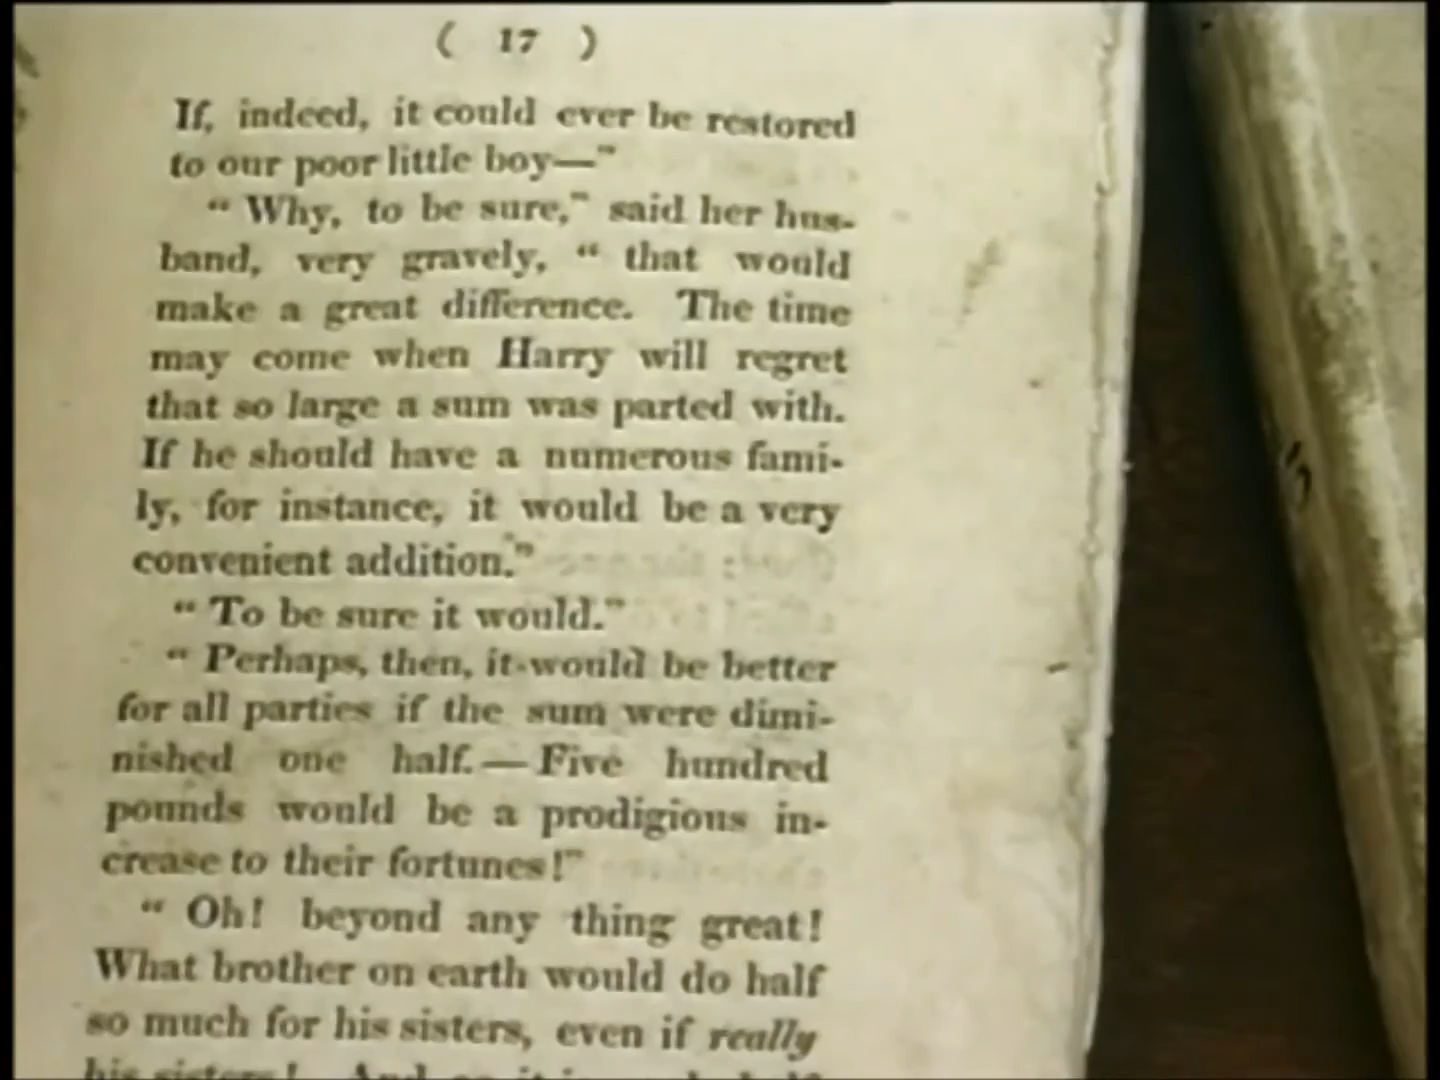 ( 17 )
If, indeed, it could ever be restored
to our poor little boy—"
" Why, to be sure," said her hus-
band, very gravely, " that would
make a great difference. The time
may come when Harry will regret
that so large a sum was parted with.
If he should have a numerous fami-
ly, for instance, it would be a very
convenient addition."
" To be sure it would."
" Perhaps, then, it would be better
for all parties if the sum were dimi-
nished one half.—Five hundred
pounds would be a prodigious in-
crease to their fortunes!"
" Oh! beyond any thing great!
What brother on earth would do half
so much for his sisters, even if really
his sisters! And